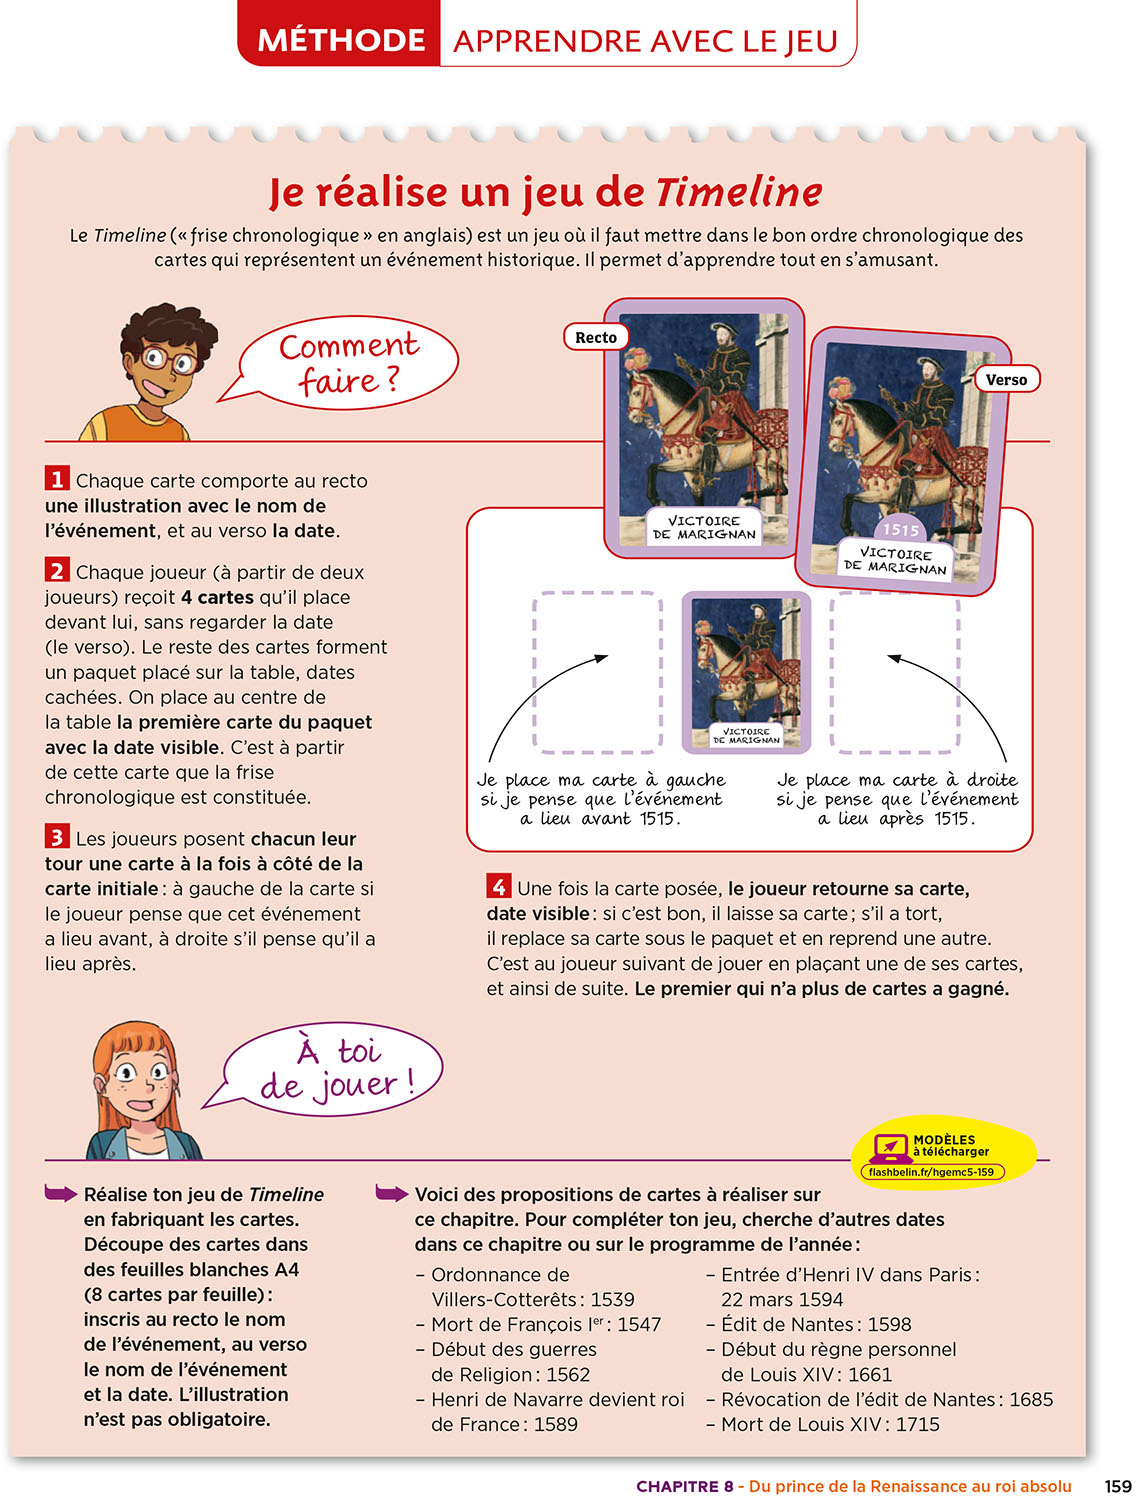 MÉTHODE APPRENDRE AVEC LE JEU
Je réalise un jeu de Timeline
Le Timeline (« frise chronologique » en anglais) est un jeu où il faut mettre dans le bon ordre chronologique des
cartes qui représentent un événement historique. Il permet d’apprendre tout en s’amusant.
Comment
faire ?
Recto
VICTOIRE
DE MARIGNAN
Verso
1515
VICTOIRE
DE MARIGNAN
1 Chaque carte comporte au recto
une illustration avec le nom de
l’événement, et au verso la date.
2 Chaque joueur (à partir de deux
joueurs) reçoit 4 cartes qu’il place
devant lui, sans regarder la date
(le verso). Le reste des cartes forment
un paquet placé sur la table, dates
cachées. On place au centre de
la table la première carte du paquet
avec la date visible. C’est à partir
de cette carte que la frise
chronologique est constituée.
3 Les joueurs posent chacun leur
tour une carte à la fois à côté de la
carte initiale : à gauche de la carte si
le joueur pense que cet événement
a lieu avant, à droite s’il pense qu’il a
lieu après.
VICTOIRE
DE MARIGNAN
Je place ma carte à gauche
si je pense que l’événement
a lieu avant 1515.
Je place ma carte à droite
si je pense que l’événement
a lieu après 1515.
4 Une fois la carte posée, le joueur retourne sa carte,
date visible : si c’est bon, il laisse sa carte ; s’il a tort,
il replace sa carte sous le paquet et en reprend une autre.
C’est au joueur suivant de jouer en plaçant une de ses cartes,
et ainsi de suite. Le premier qui n’a plus de cartes a gagné.
À toi
de jouer !
MODÈLES
à télécharger
flashbelin.fr/hgemc5-159
Réalise ton jeu de Timeline
en fabriquant les cartes.
Découpe des cartes dans
des feuilles blanches A4
(8 cartes par feuille) :
inscris au recto le nom
de l’événement, au verso
le nom de l’événement
et la date. L’illustration
n’est pas obligatoire.
Voici des propositions de cartes à réaliser sur
ce chapitre. Pour compléter ton jeu, cherche d’autres dates
dans ce chapitre ou sur le programme de l’année :
– Ordonnance de
Villers-Cotterêts : 1539
– Mort de François Ier : 1547
– Début des guerres
de Religion : 1562
– Henri de Navarre devient roi
de France : 1589
– Entrée d’Henri IV dans Paris :
22 mars 1594
– Édit de Nantes : 1598
– Début du règne personnel
de Louis XIV : 1661
– Révocation de l’édit de Nantes : 1685
– Mort de Louis XIV : 1715
CHAPITRE 8 - Du prince de la Renaissance au roi absolu 159